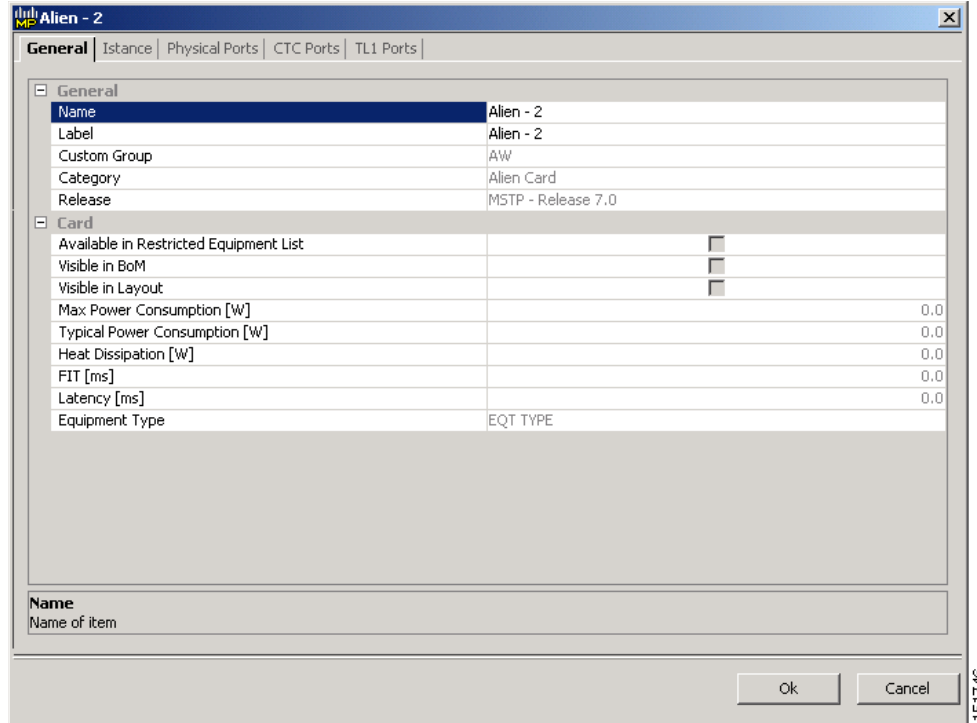 MP Alien - 2
General Istance Physical Ports CTC Ports TL1 Ports
General
Name Alien - 2
Label Alien - 2
Custom Group AW
Category Alien Card
Release MSTP - Release 7.0
Card
Available in Restricted Equipment List
Visible in BoM
Visible in Layout
Max Power Consumption [W] 0.0
Typical Power Consumption [W] 0.0
Heat Dissipation [W] 0.0
FIT [ms] 0.0
Latency [ms] 0.0
Equipment Type EQT TYPE
Name
Name of item
Ok Cancel